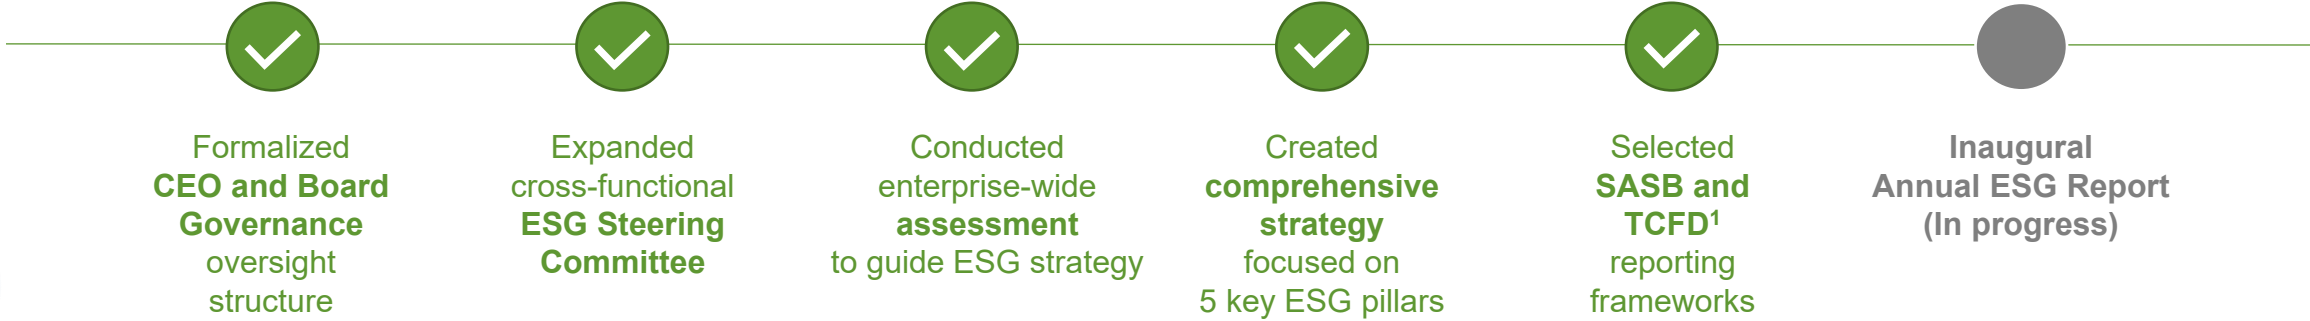 Formalized
CEO and Board
Governance
oversight
structure
Expanded
cross-functional
ESG Steering
Committee
Conducted
enterprise-wide
assessment
to guide ESG strategy
Created
comprehensive
strategy
focused on
5 key ESG pillars
Selected
SASB and
TCFD¹
reporting
frameworks
Inaugural
Annual ESG Report
(In progress)